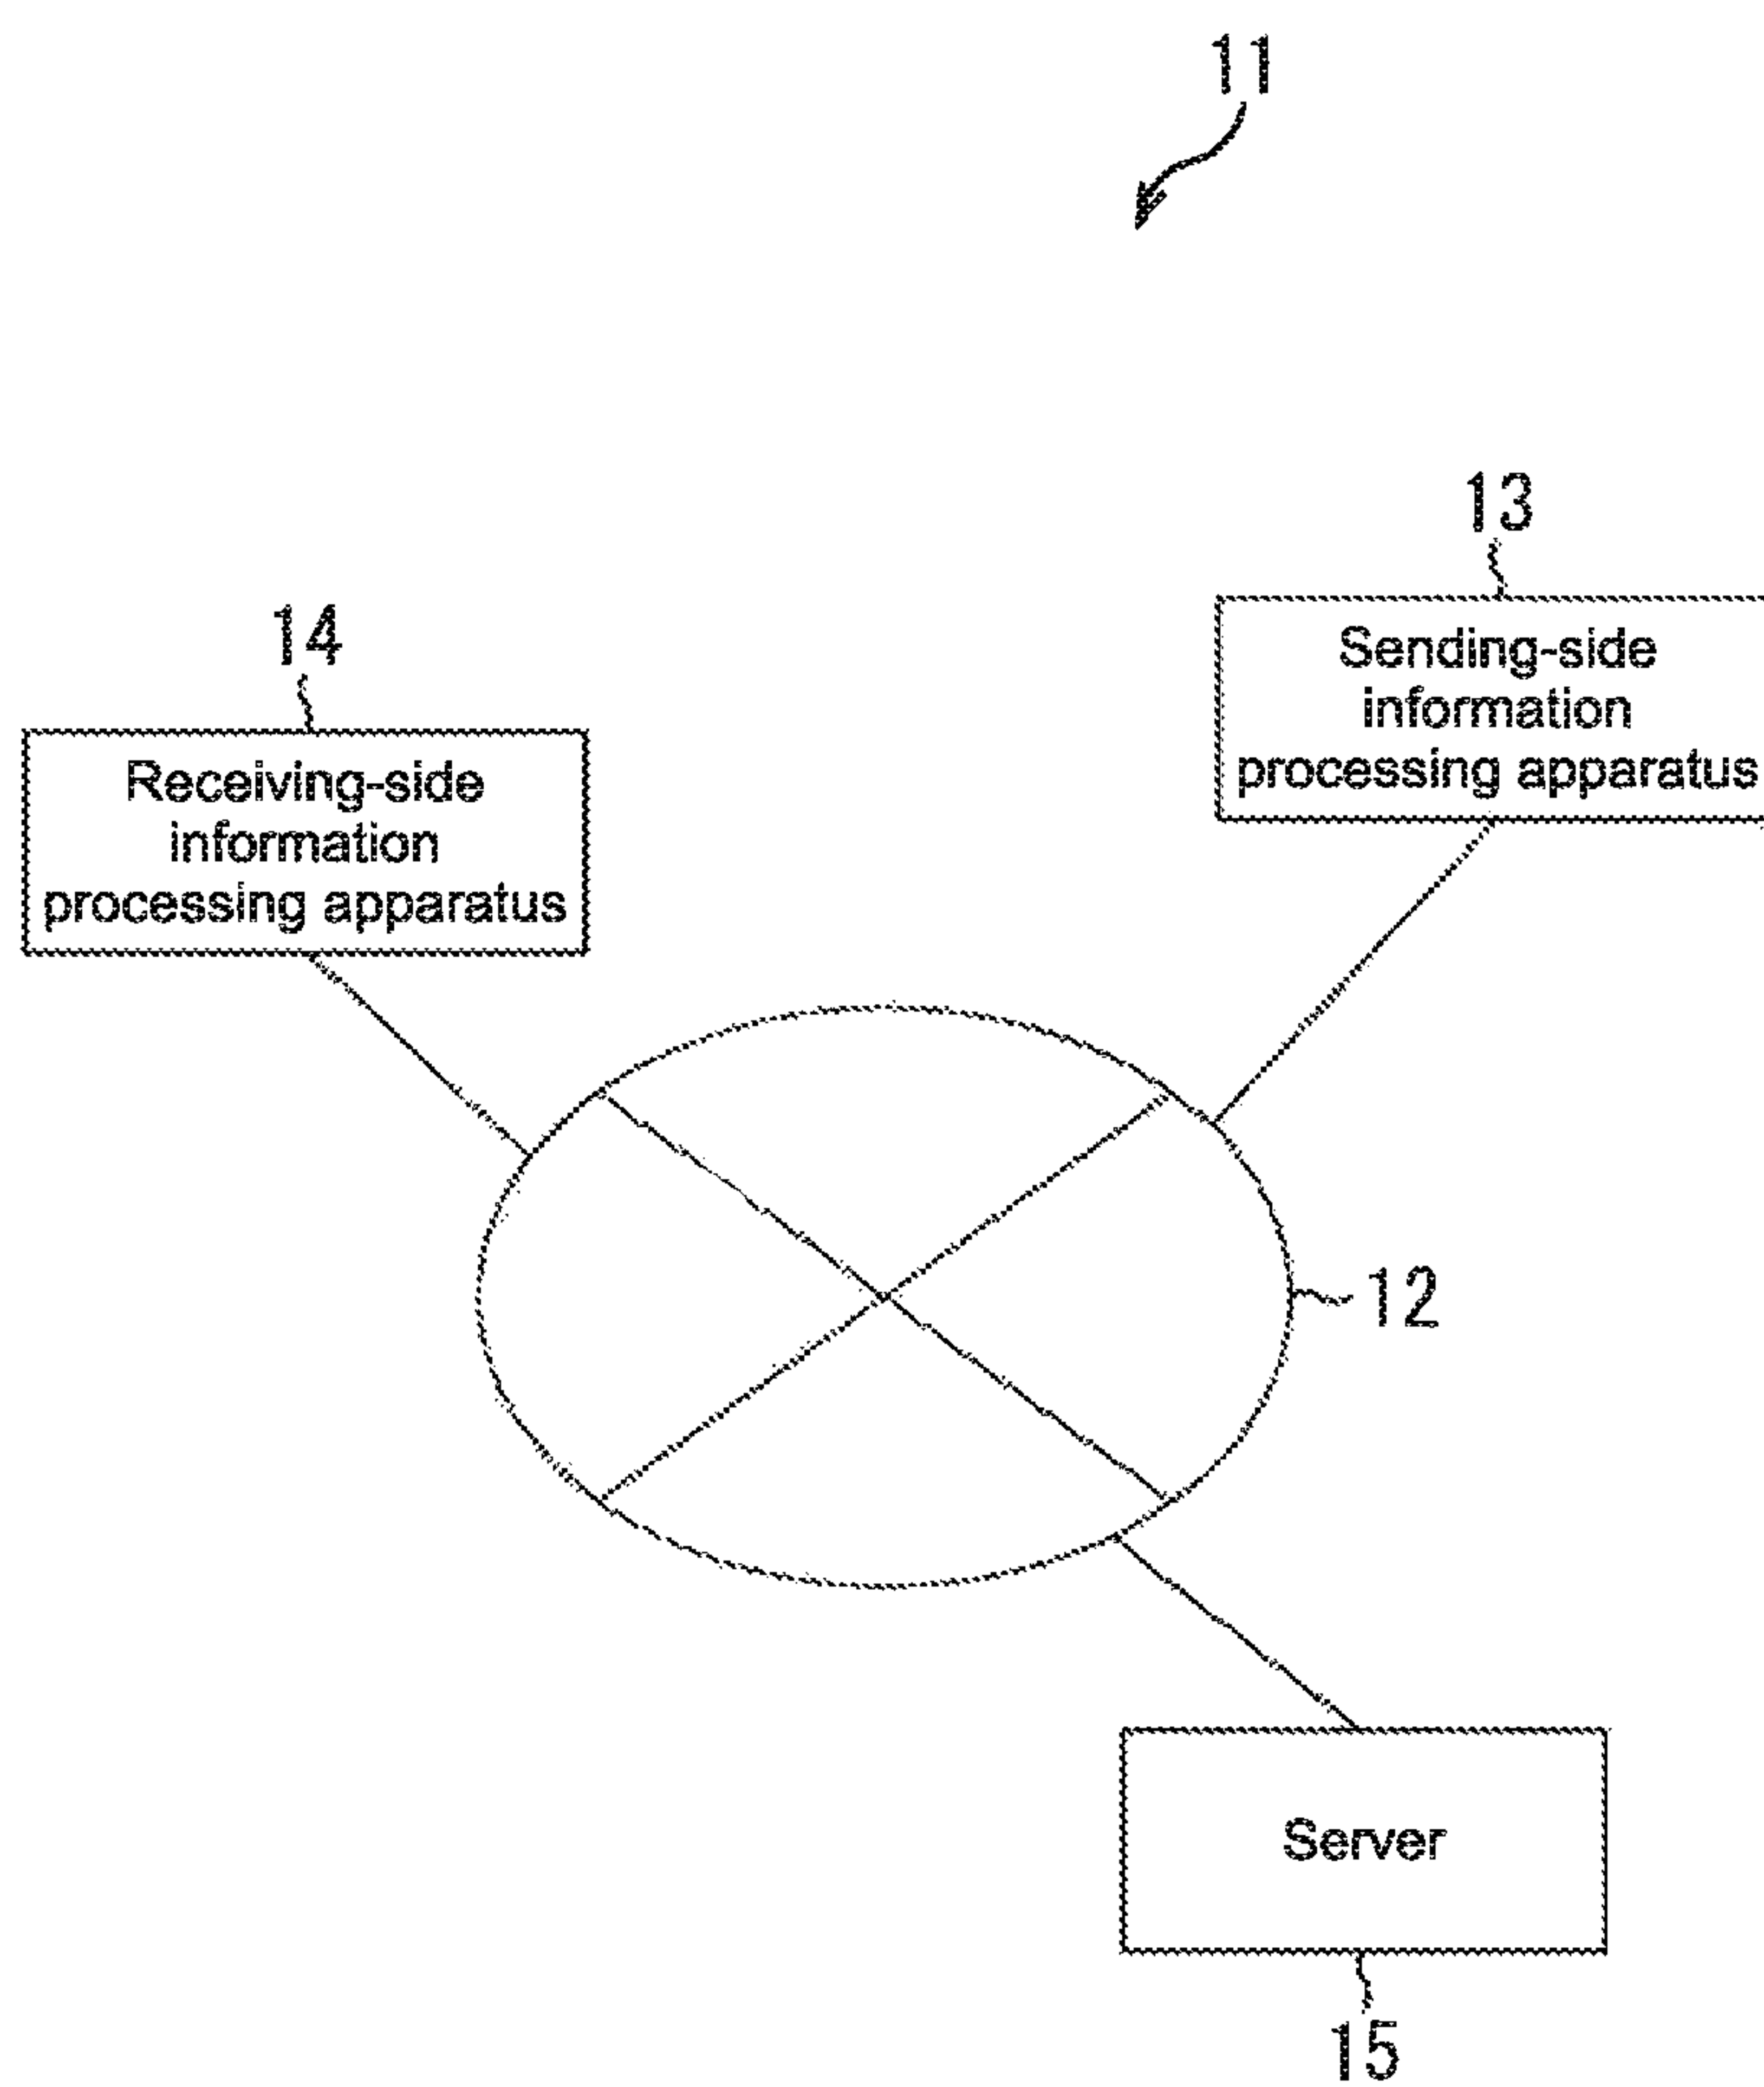 11
13
Sending-side
information
processing apparatus
14
Receiving-side
information
processing apparatus
12
Server
15